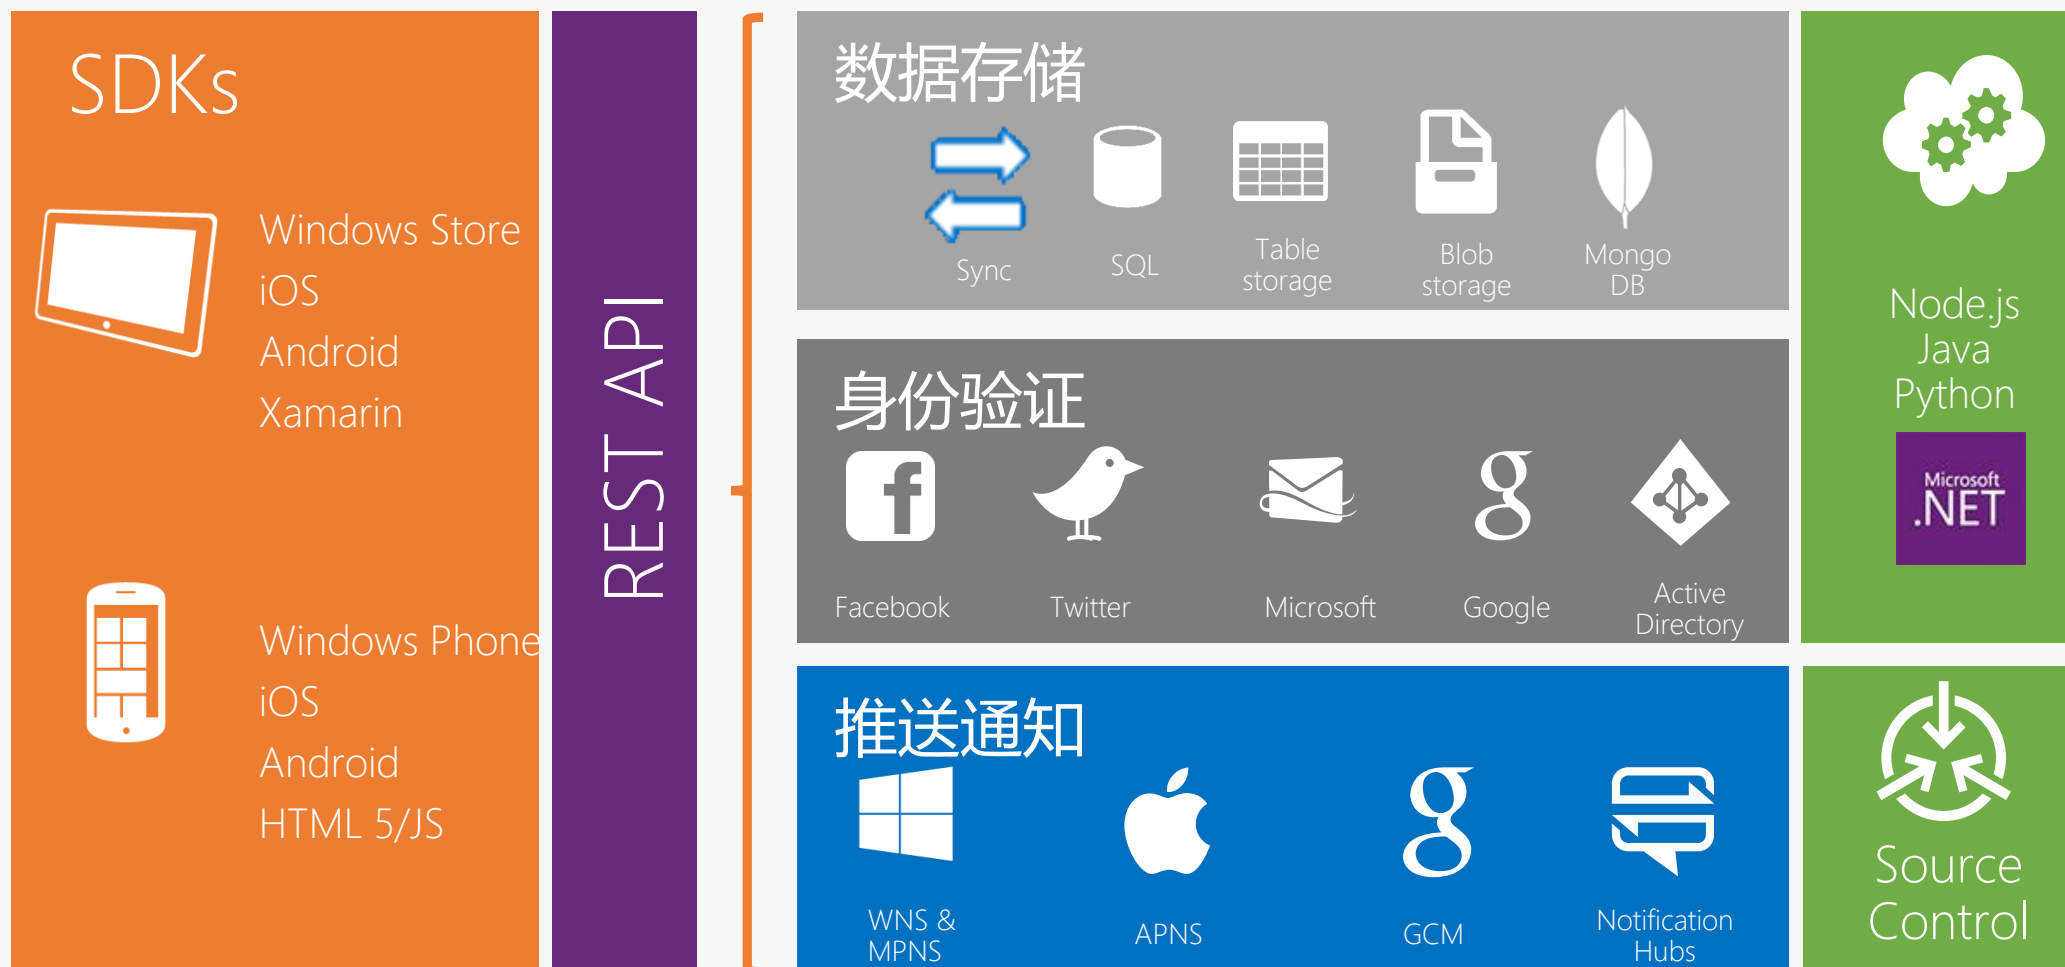 SDKs
Windows Store
iOS
Android
Xamarin
Windows Phone
iOS
Android
HTML 5/JS
REST API
数据存储
Sync
SQL
Table
storage
Blob
storage
Mongo
DB
身份验证
Facebook
Twitter
Microsoft
Google
Active
Directory
推送通知
WNS &
MPNS
APNS
GCM
Notification
Hubs
Node.js
Java
Python
Microsoft
.NET
Source
Control